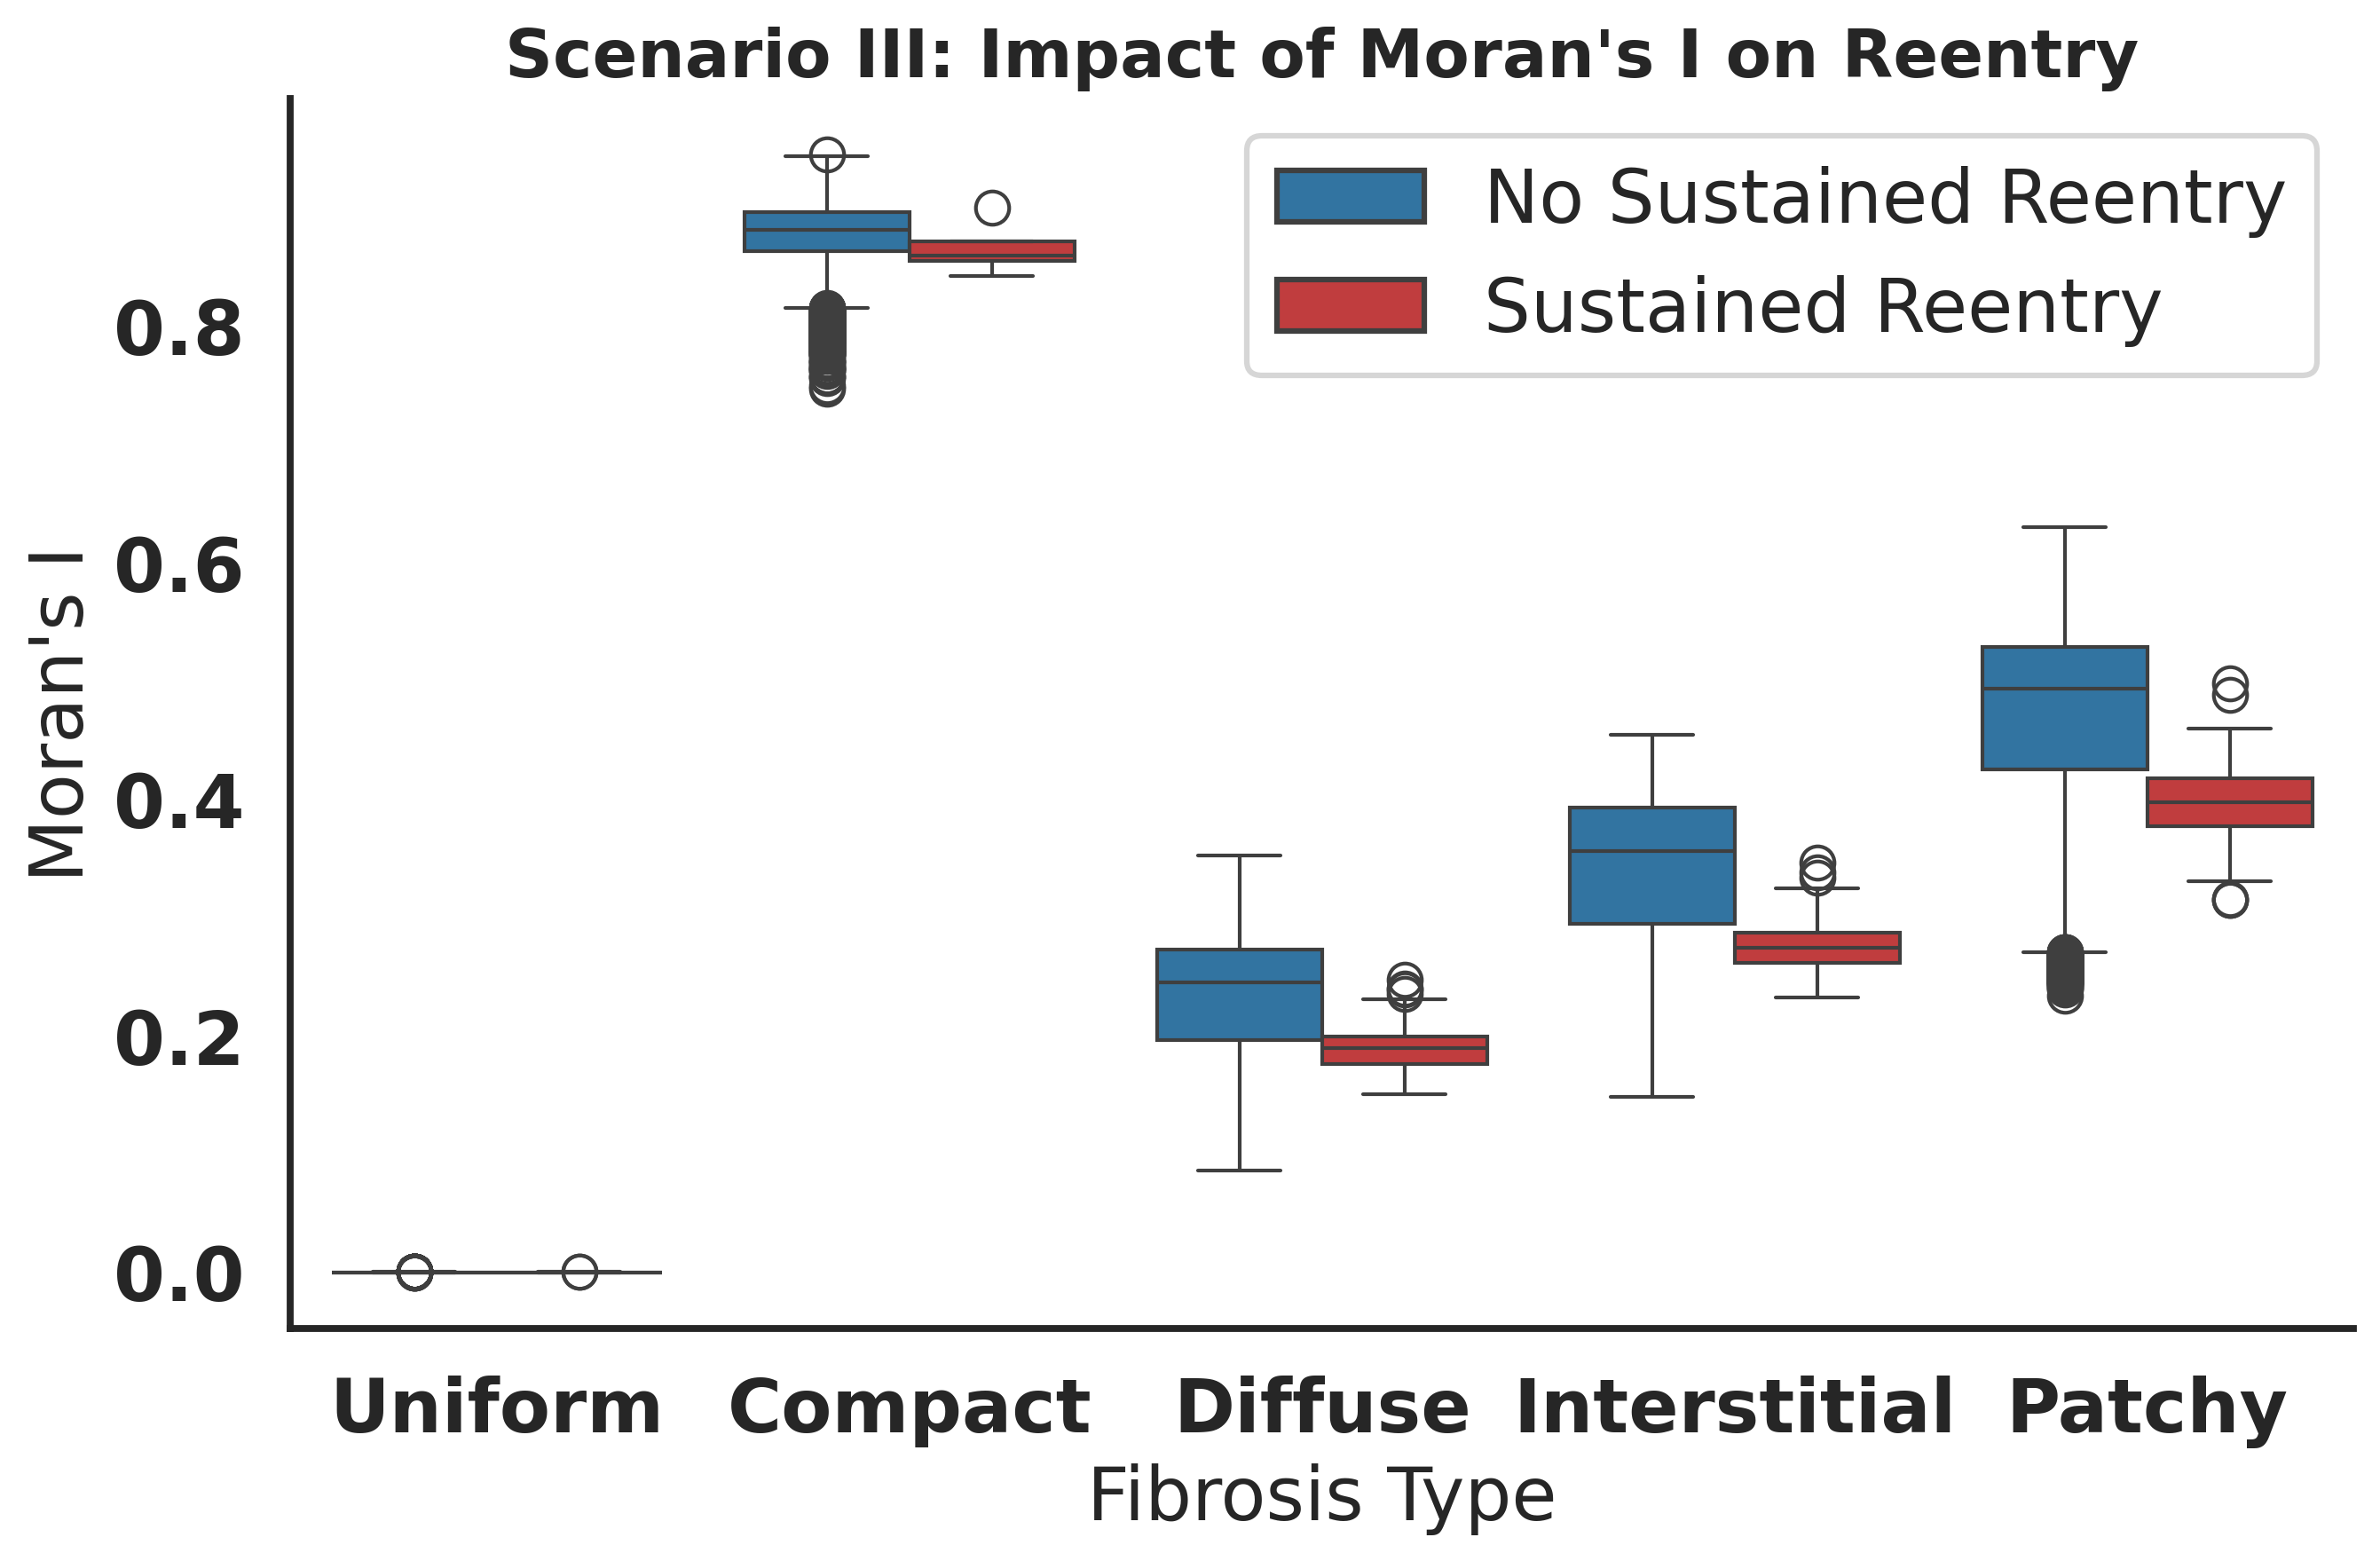 Scenario III: Impact of Moran's I on Reentry
No Sustained Reentry
Sustained Reentry
Moran's I
0.8
0.6
0.4
0.2
0.0
Uniform Compact Diffuse Interstitial Patchy
Fibrosis Type